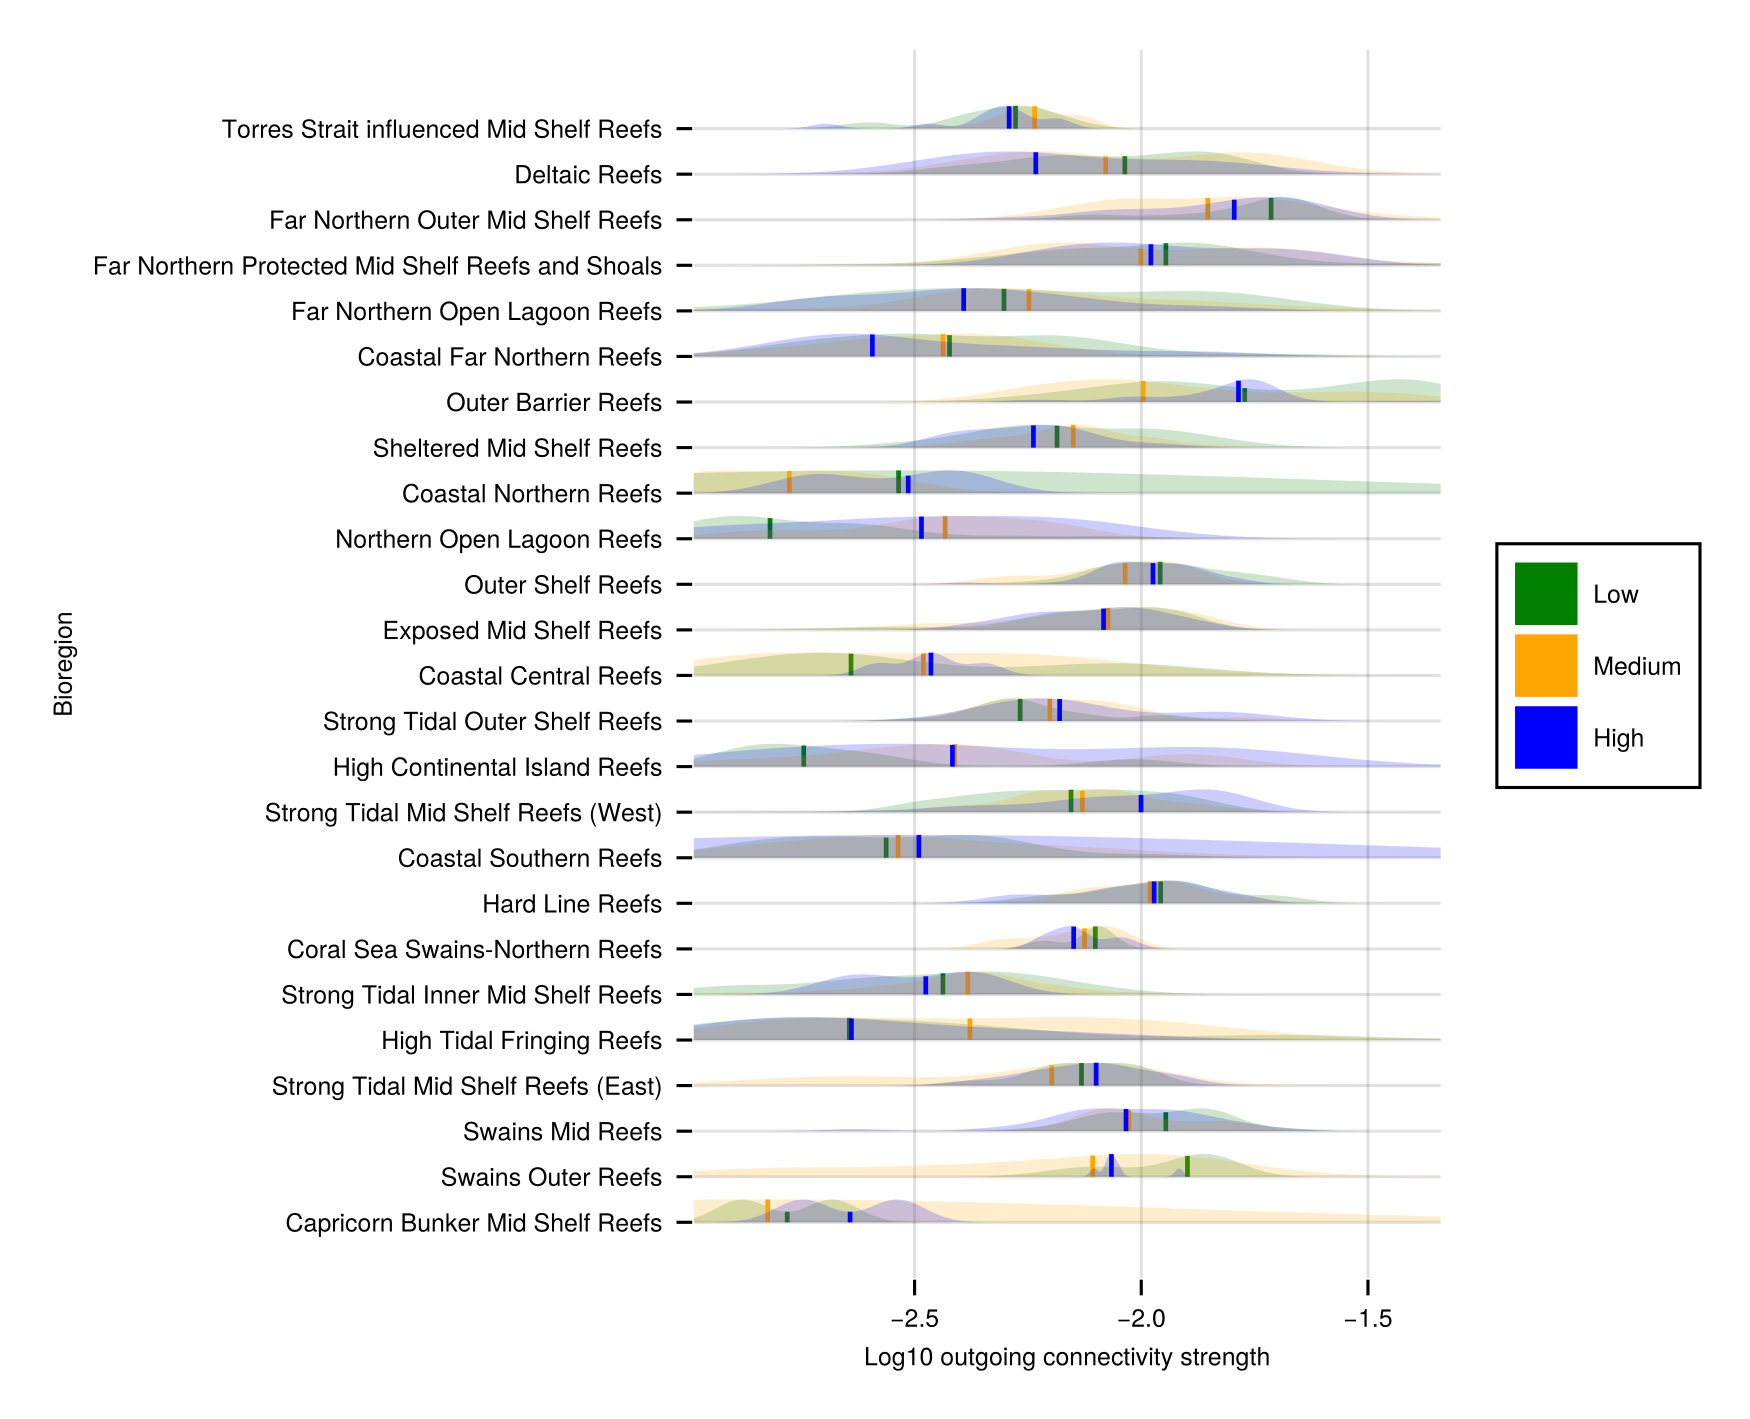 Torres Strait influenced Mid Shelf Reefs
Deltaic Reefs
Far Northern Outer Mid Shelf Reefs
Far Northern Protected Mid Shelf Reefs and Shoals
Far Northern Open Lagoon Reefs
Coastal Far Northern Reefs
Outer Barrier Reefs
Sheltered Mid Shelf Reefs
Coastal Northern Reefs
Northern Open Lagoon Reefs
Outer Shelf Reefs
Exposed Mid Shelf Reefs
Coastal Central Reefs
Strong Tidal Outer Shelf Reefs
High Continental Island Reefs
Strong Tidal Mid Shelf Reefs (West)
Coastal Southern Reefs
Hard Line Reefs
Coral Sea Swains-Northern Reefs
Strong Tidal Inner Mid Shelf Reefs
High Tidal Fringing Reefs
Strong Tidal Mid Shelf Reefs (East)
Swains Mid Reefs
Swains Outer Reefs
Capricorn Bunker Mid Shelf Reefs
Bioregion
−2.5 −2.0 −1.5
Log10 outgoing connectivity strength
Low
Medium
High